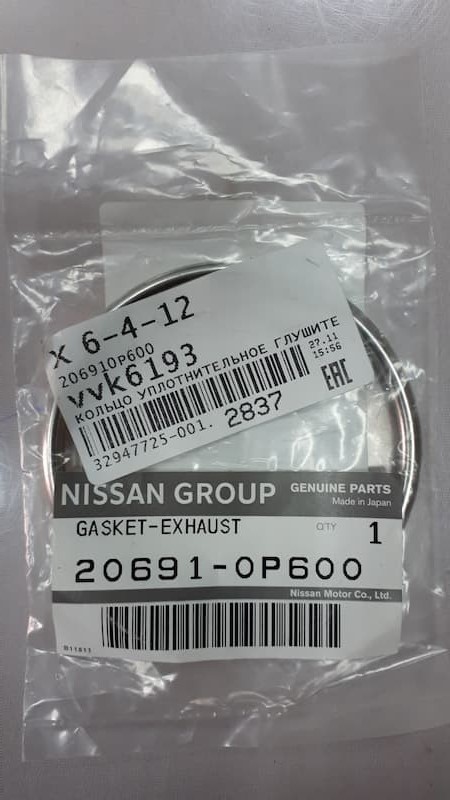 X 6-4-12
206910P600
vvk6193
КОЛЬЦО УПЛОТНИТЕЛЬНОЕ ГЛУШИТЕ
27.11
15:56
32947725-001. 2837
EAC
NISSAN GROUP
GENUINE PARTS
Made in Japan
GASKET-EXHAUST
QTY 1
20691-0P600
Nissan Motor Co., Ltd.
B11811